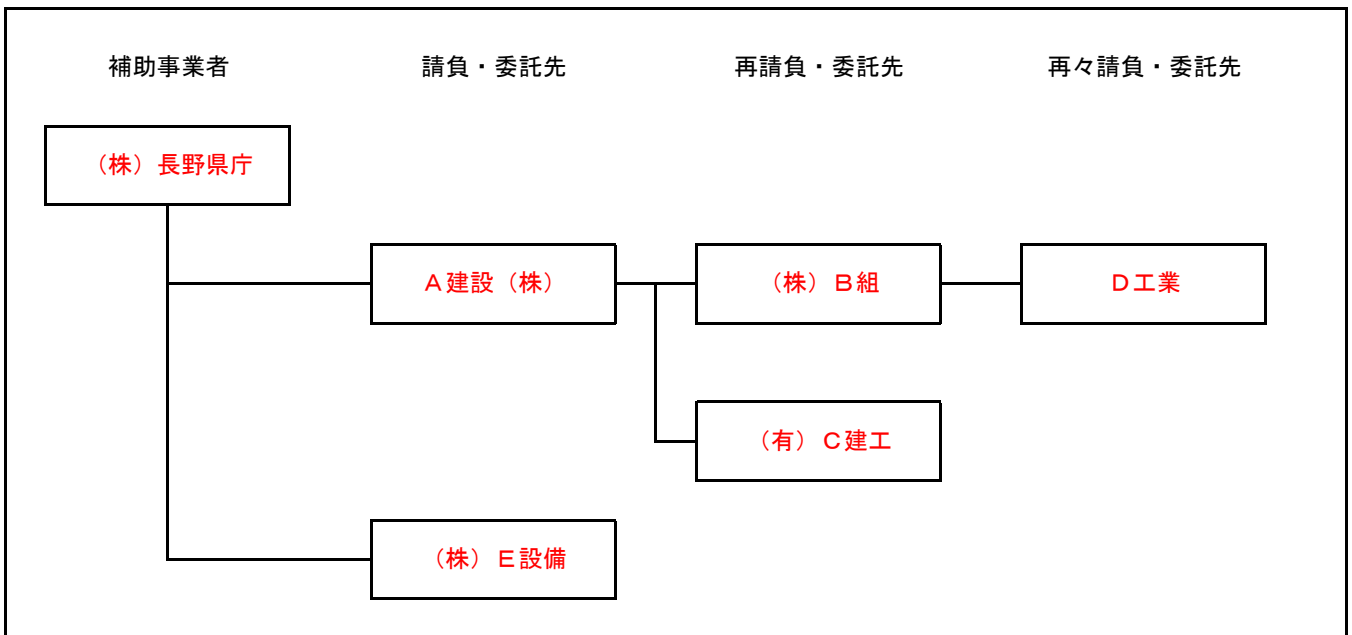 補助事業者
請負・委託先
再請負・委託先
再々請負・委託先
（株）長野県庁
Ａ建設（株）
（株）Ｂ組
Ｄ工業
（有）Ｃ建工
（株）Ｅ設備